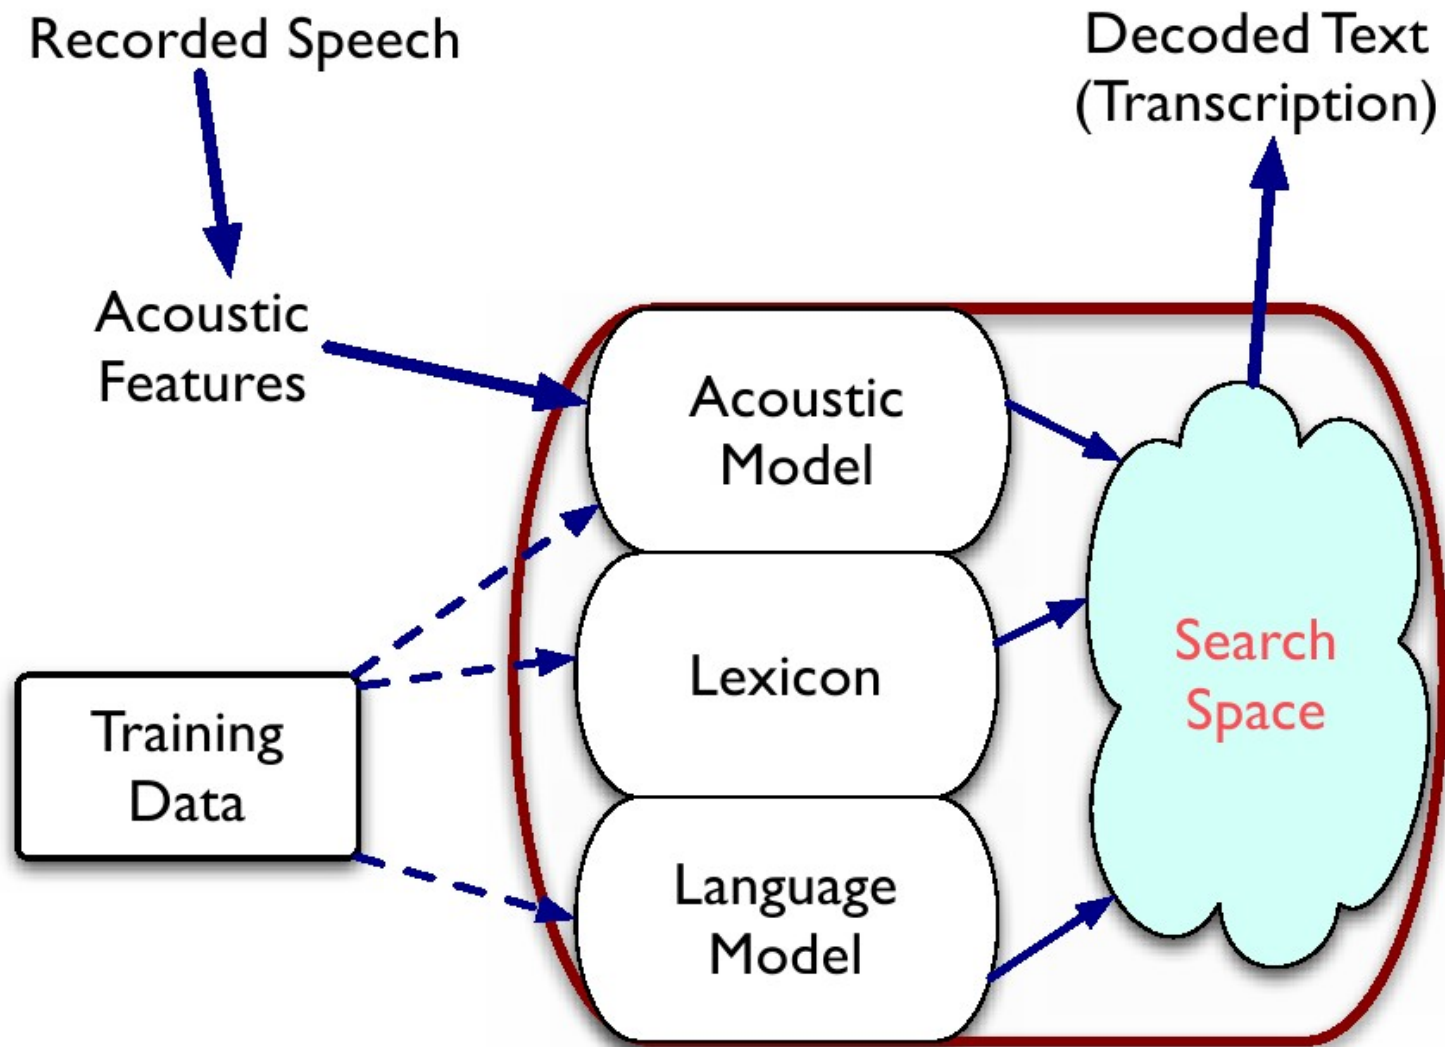 Recorded Speech
Decoded Text
(Transcription)
Acoustic
Features
Acoustic
Model
Lexicon
Search
Space
Training
Data
Language
Model